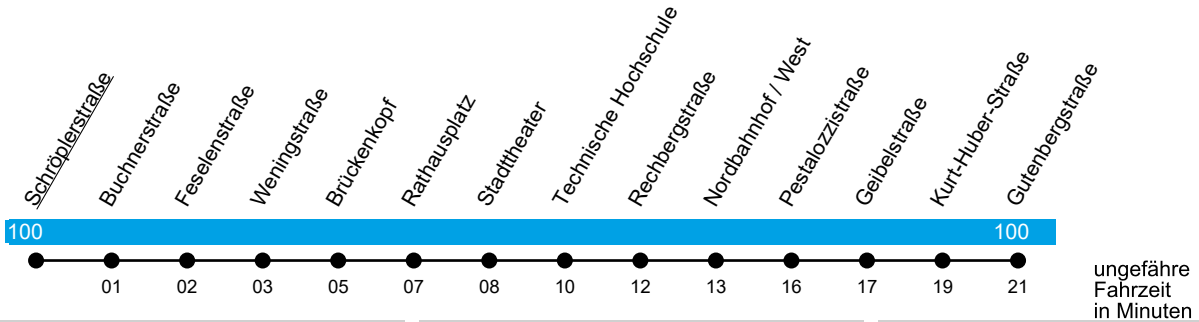 Schröplerstraße
Buchnerstraße
Feselenstraße
Weningstraße
Brückenkopf
Rathausplatz
Stadttheater
Technische Hochschule
Rechbergstraße
Nordbahnhof / West
Pestalozzistraße
Geibelstraße
Kurt-Huber-Straße
Gutenbergstraße
100 100
01 02 03 05 07 08 10 12 13 16 17 19 21
ungefähre
Fahrzeit
in Minuten